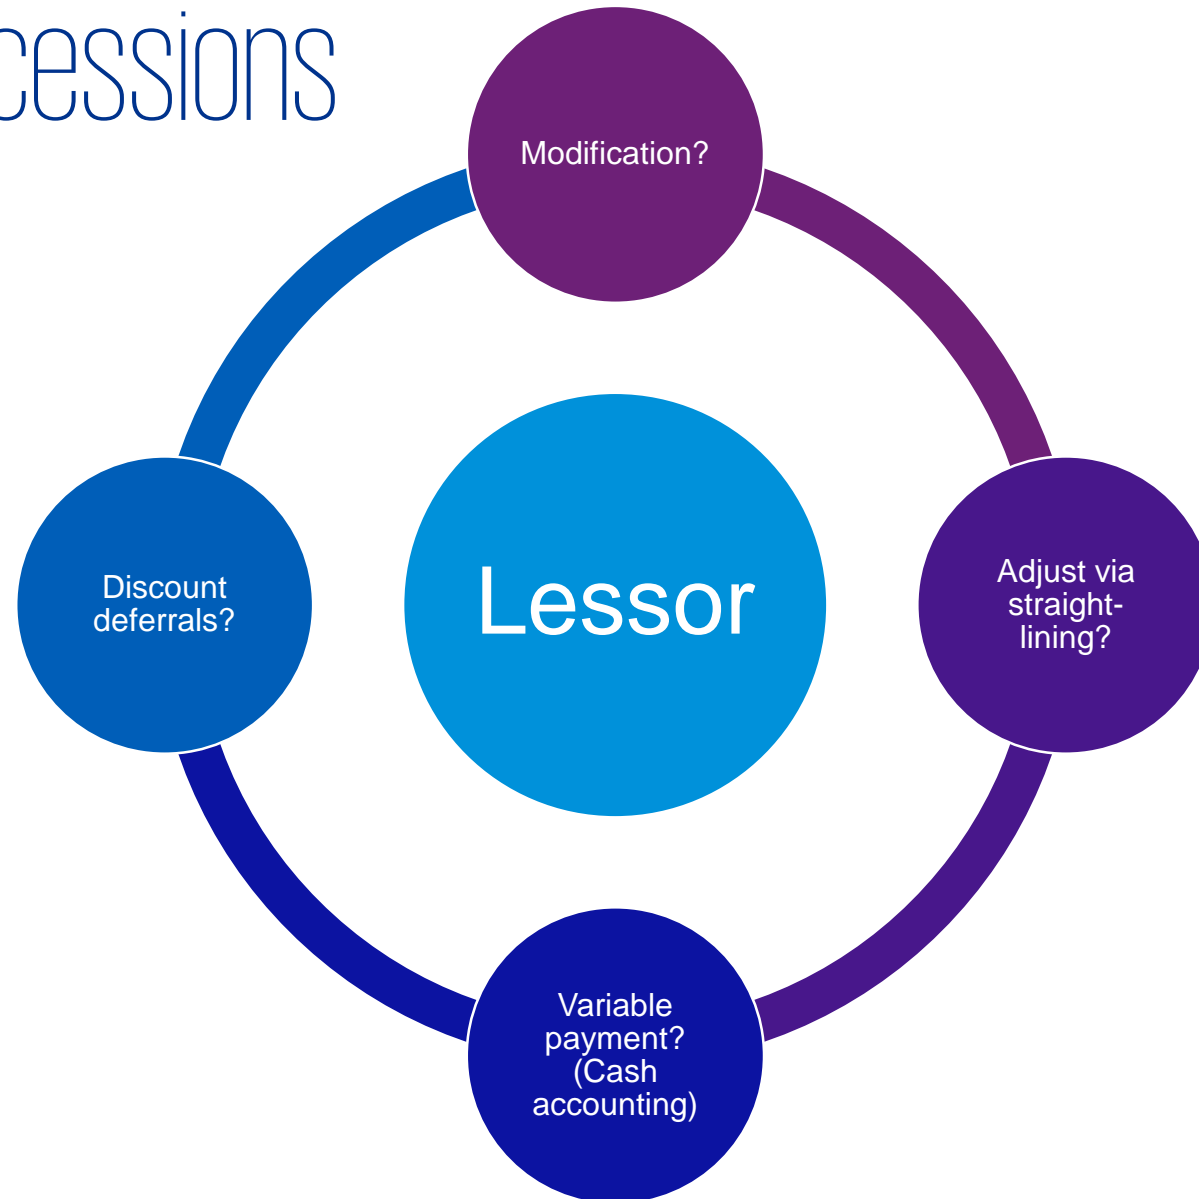 cessions
Modification?
Discount
deferrals?
Lessor
Adjust via
straight-
lining?
Variable
payment?
(Cash
accounting)